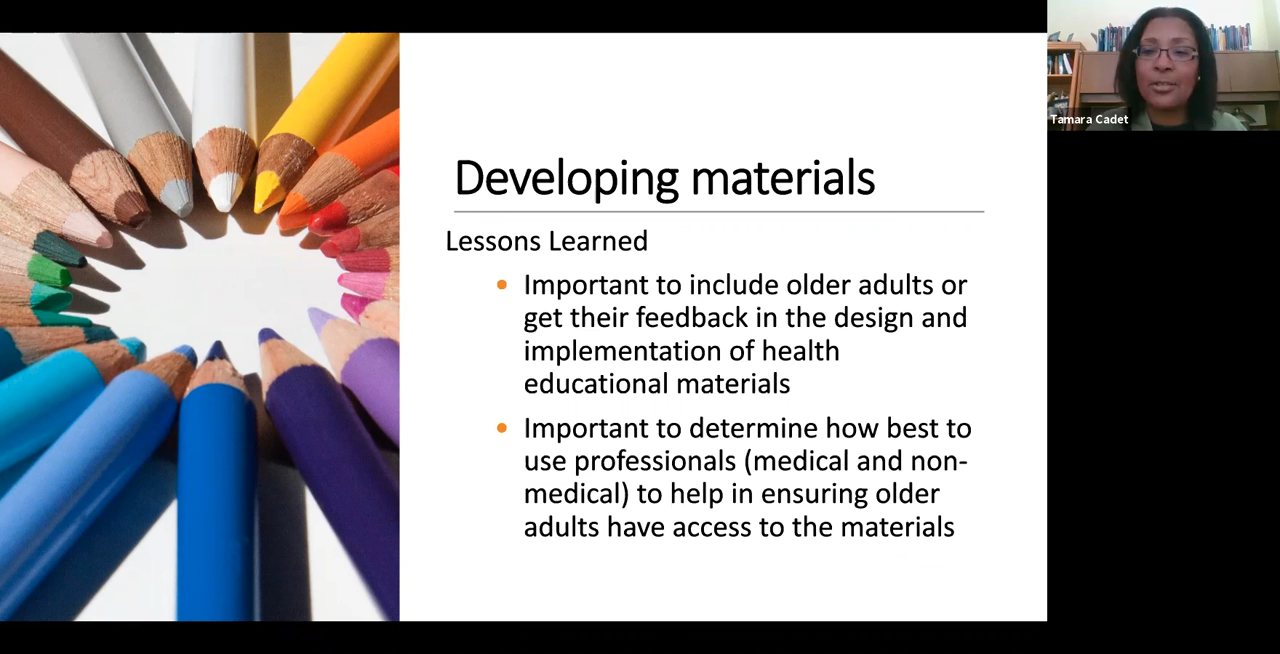 Tamara Cadet
Developing materials
Lessons Learned
• Important to include older adults or
get their feedback in the design and
implementation of health
educational materials
• Important to determine how best to
use professionals (medical and non-
medical) to help in ensuring older
adults have access to the materials